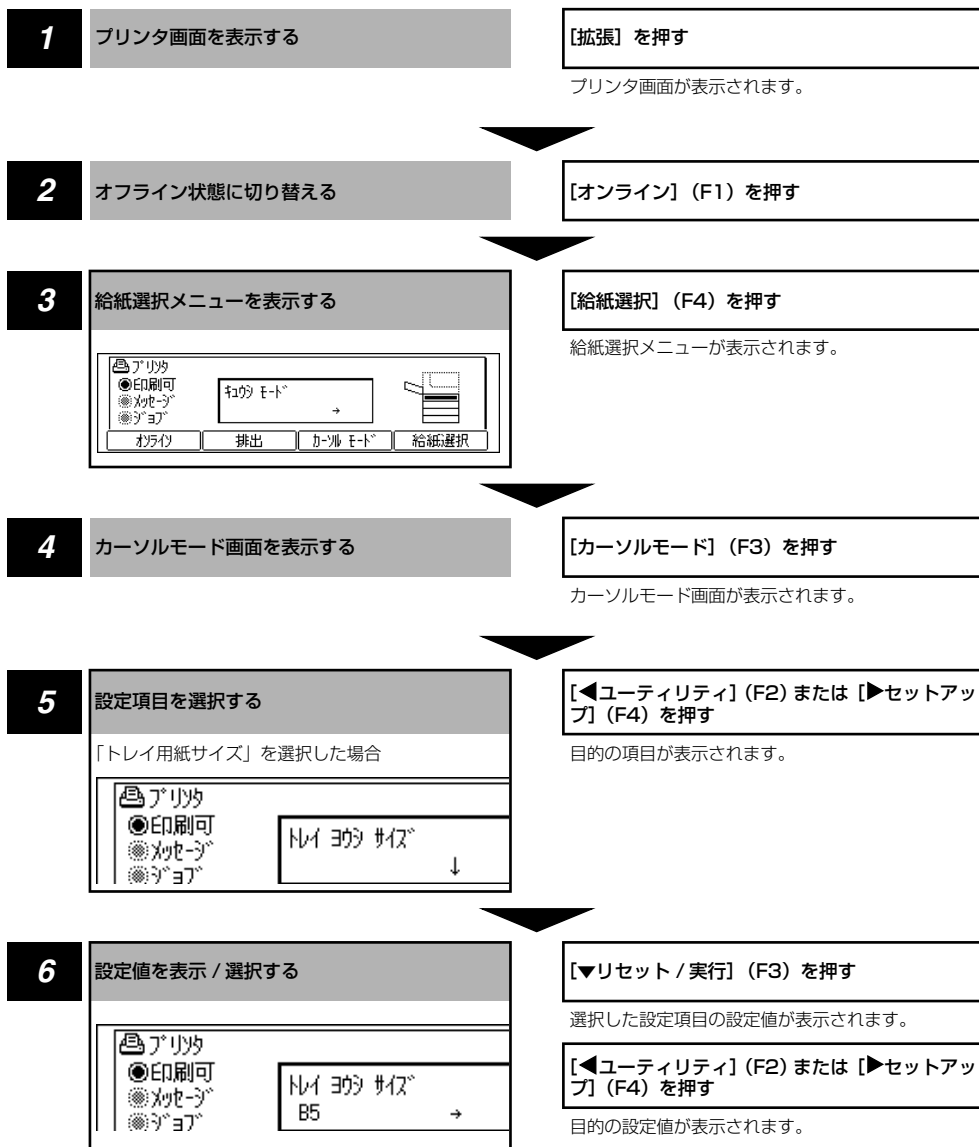 1
プリンタ画面を表示する
[拡張] を押す
プリンタ画面が表示されます。
2
オフライン状態に切り替える
[オンライン]（F1）を押す
3
給紙選択メニューを表示する
[給紙選択]（F4）を押す
給紙選択メニューが表示されます。
プリンタ
印刷可
メッセージ
ジョブ
キュウシ モード
→
オンライン 排出 カーソル モード 給紙選択
4
カーソルモード画面を表示する
[カーソルモード]（F3）を押す
カーソルモード画面が表示されます。
5
設定項目を選択する
「トレイ用紙サイズ」を選択した場合
プリンタ
印刷可
メッセージ
ジョブ
トレイ ヨウシ サイズ
↓
[◀ユーティリティ]（F2）または [▶セットアッ
プ]（F4）を押す
目的の項目が表示されます。
6
設定値を表示 / 選択する
プリンタ
印刷可
メッセージ
ジョブ
トレイ ヨウシ サイズ
B5 →
[▼リセット / 実行]（F3）を押す
選択した設定項目の設定値が表示されます。
[◀ユーティリティ]（F2）または [▶セットアッ
プ]（F4）を押す
目的の設定値が表示されます。